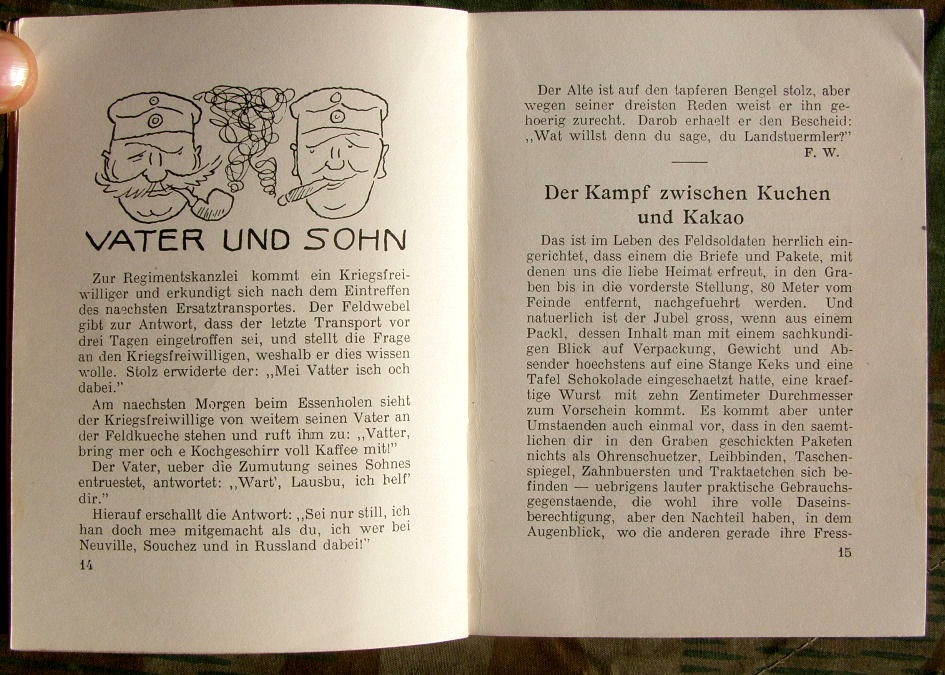 VATER UND SOHN
Zur Regimentskanzlei kommt ein Kriegsfrei-
williger und erkundigt sich nach dem Eintreffen
des naechsten Ersatztransportes. Der Feldwebel
gibt zur Antwort, dass der letzte Transport vor
drei Tagen eingetroffen sei, und stellt die Frage
an den Kriegsfreiwilligen, weshalb er dies wissen
wolle. Stolz erwiderte der: ,,Mei Vatter isch och
dabei.”
Am naechsten Morgen beim Essenholen sieht
der Kriegsfreiwillige von weitem seinen Vater an
der Feldkueche stehen und ruft ihm zu: ,,Vatter,
bring mer och e Kochgeschirr voll Kaffee mit!”
Der Vater, ueber die Zumutung seines Sohnes
entruestet, antwortet: ,,Wart’, Lausbu, ich helf’
dir.”
Hierauf erschallt die Antwort: ,,Sei nur still, ich
han doch mee mitgemacht als du, ich wer bei
Neuville, Souchez und in Russland dabei!”
14
Der Alte ist auf den tapferen Bengel stolz, aber
wegen seiner dreisten Reden weist er ihn ge-
hoerig zurecht. Darob erhaelt er den Bescheid:
,,Wat willst denn du sage, du Landstuermler?”
F. W.
Der Kampf zwischen Kuchen
und Kakao
Das ist im Leben des Feldsoldaten herrlich ein-
gerichtet, dass einem die Briefe und Pakete, mit
denen uns die liebe Heimat erfreut, in den Gra-
ben bis in die vorderste Stellung, 80 Meter vom
Feinde entfernt, nachgefuehrt werden. Und
natuerlich ist der Jubel gross, wenn aus einem
Packl, dessen Inhalt man mit einem sachkundi-
gen Blick auf Verpackung, Gewicht und Ab-
sender hoechstens auf eine Stange Keks und eine
Tafel Schokolade eingeschaetzt hatte, eine kraef-
tige Wurst mit zehn Zentimeter Durchmesser
zum Vorschein kommt. Es kommt aber unter
Umstaenden auch einmal vor, dass in den saemt-
lichen dir in den Graben geschickten Paketen
nichts als Ohrenschuetzer, Leibbinden, Taschen-
spiegel, Zahnbuersten und Traktaetchen sich be-
finden — uebrigens lauter praktische Gebrauchs-
gegenstaende, die wohl ihre volle Daseins-
berechtigung, aber den Nachteil haben, in dem
Augenblick, wo die anderen gerade ihre Fress-
15